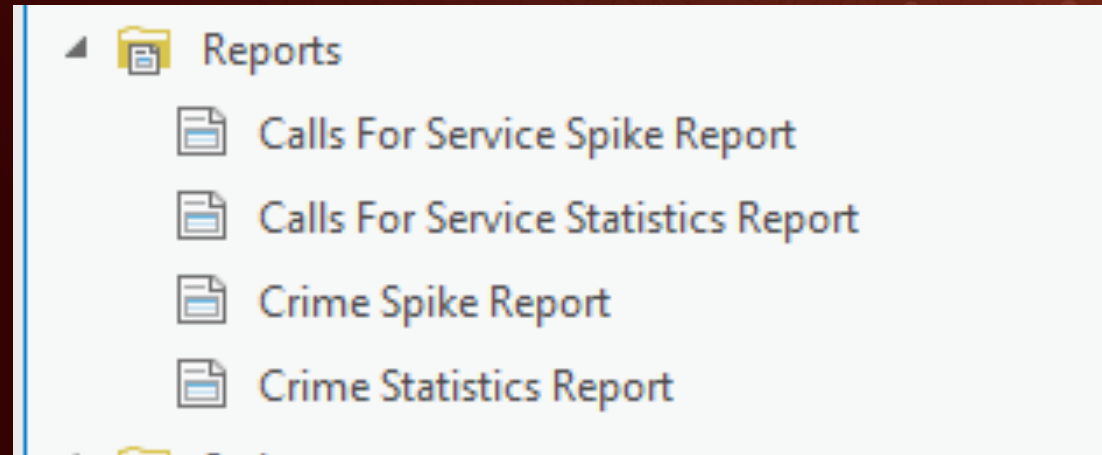 Reports
Calls For Service Spike Report
Calls For Service Statistics Report
Crime Spike Report
Crime Statistics Report